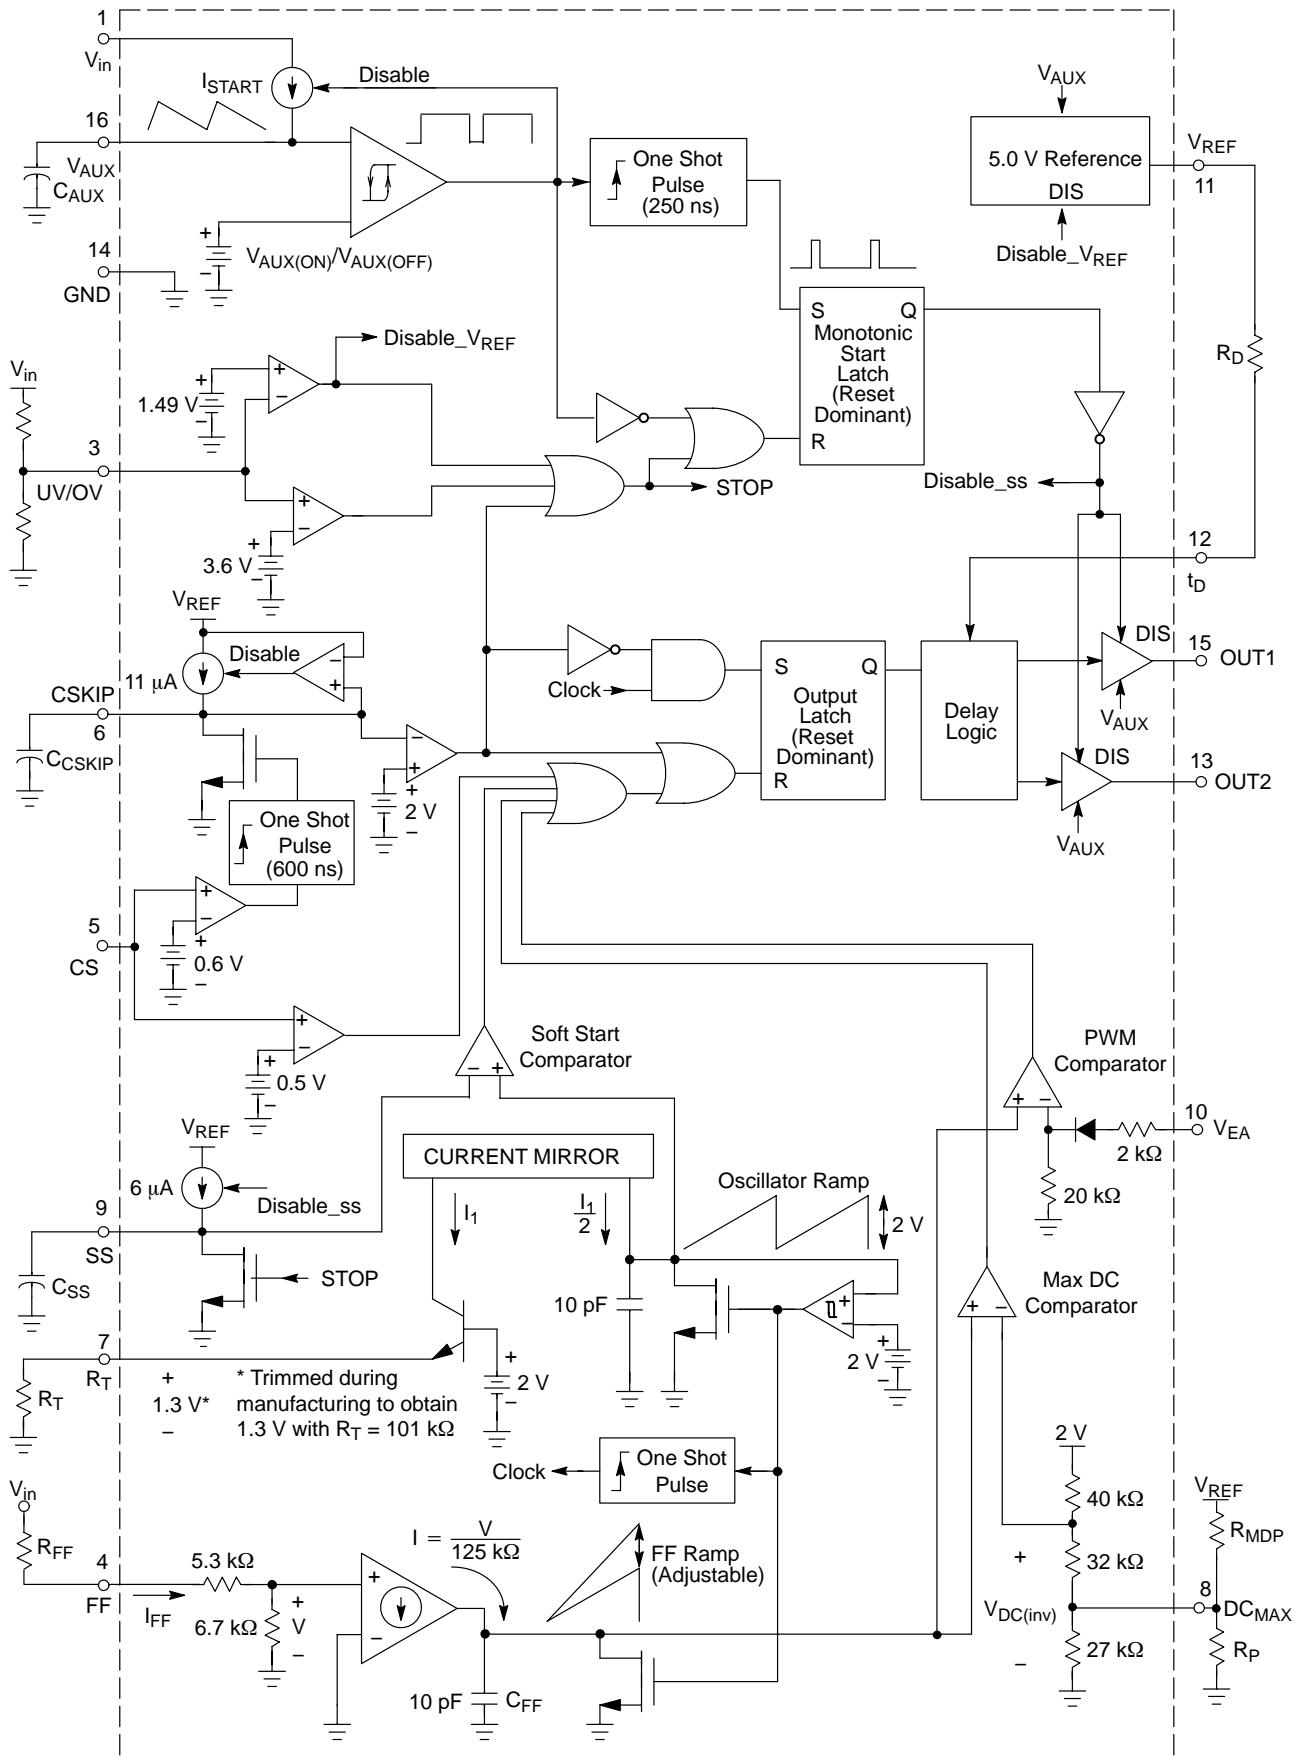 1
Vin
ISTART
Disable
16
VAUX
CAUX
VAUX(ON)/VAUX(OFF)
14
GND
One Shot
Pulse
(250 ns)
VAUX
5.0 V Reference
DIS
Disable_VREF
VREF
11
RD
S
Q
Monotonic
Start
Latch
(Reset
Dominant)
R
Disable_VREF
Vin
+
−
1.49 V
+
−
3
UV/OV
+
−
3.6 V
+
−
STOP
Disable_ss
12
tD
VREF
Disable
11 μA
−
+
CSKIP
6
CCSKIP
−
+
+
2 V
−
Clock
S
Q
Output
Latch
(Reset
Dominant)
R
Delay
Logic
DIS
15
OUT1
VAUX
DIS
13
OUT2
VAUX
One Shot
Pulse
(600 ns)
5
CS
+
−
+
0.6 V
−
+
−
+
0.5 V
−
Soft Start
Comparator
−
+
PWM
Comparator
+
−
10
VEA
2 kΩ
20 kΩ
VREF
6 μA
Disable_ss
9
SS
CSS
STOP
CURRENT MIRROR
I1
I1
2
Oscillator Ramp
2 V
10 pF
+
−
2 V
+
−
Max DC
Comparator
+
−
7
RT
RT
+
1.3 V*
−
* Trimmed during
manufacturing to obtain
1.3 V with RT = 101 kΩ
+
2 V
−
Clock
One Shot
Pulse
2 V
40 kΩ
+
32 kΩ
VDC(inv)
−
27 kΩ
VREF
RMDP
8
DCMAX
RP
Vin
RFF
4
FF
IFF
5.3 kΩ
6.7 kΩ
+
V
−
+
−
I = V
125 kΩ
FF Ramp
(Adjustable)
10 pF
CFF